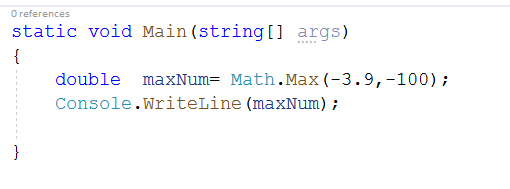 0 references
static void Main(string[] args)
{
double  maxNum= Math.Max(-3.9,-100);
Console.WriteLine(maxNum);
}